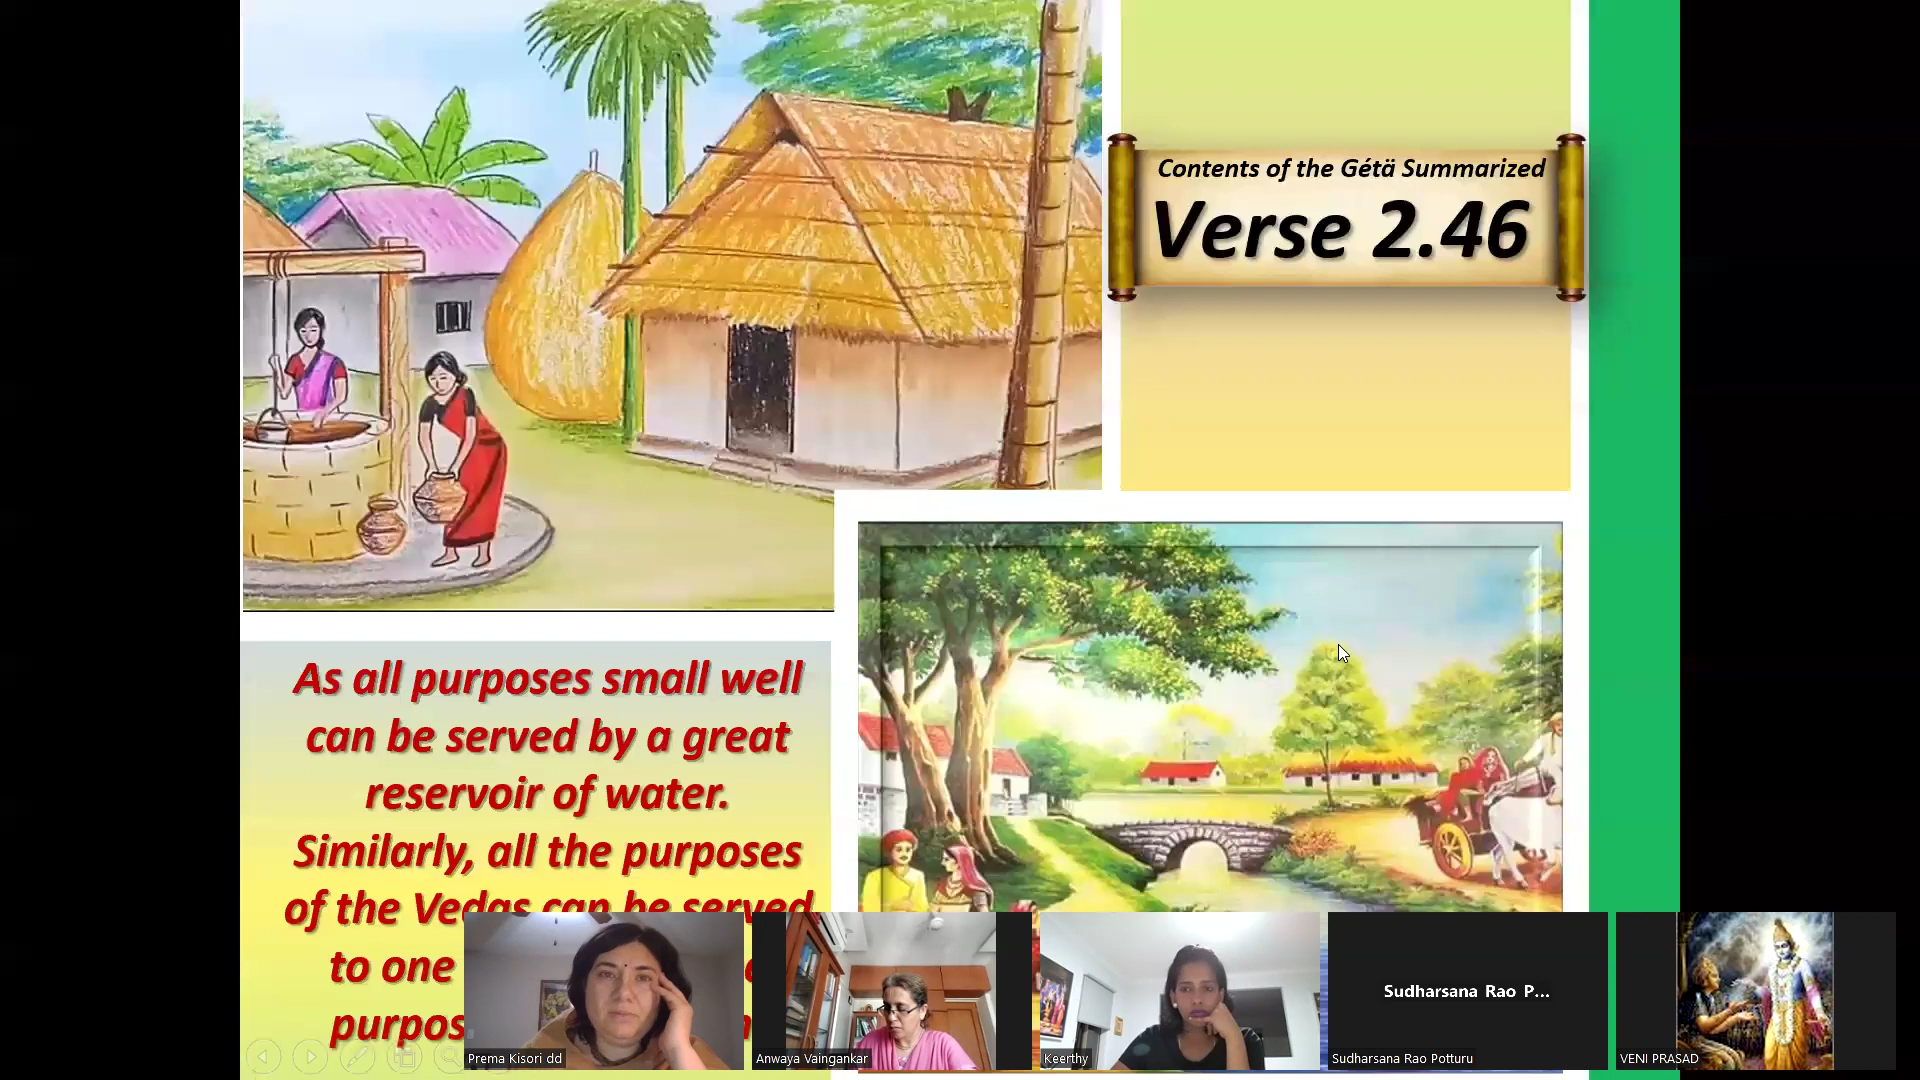 Contents of the Gétä Summarized
Verse 2.46
As all purposes small well
can be served by a great
reservoir of water.
Similarly, all the purposes
of the Vedas can be served
to one
purpos
Prema Kisori dd
Anwaya Vaingankar
Keerthy
Sudharsana Rao P...
Sudharsana Rao Potturu
VENI PRASAD